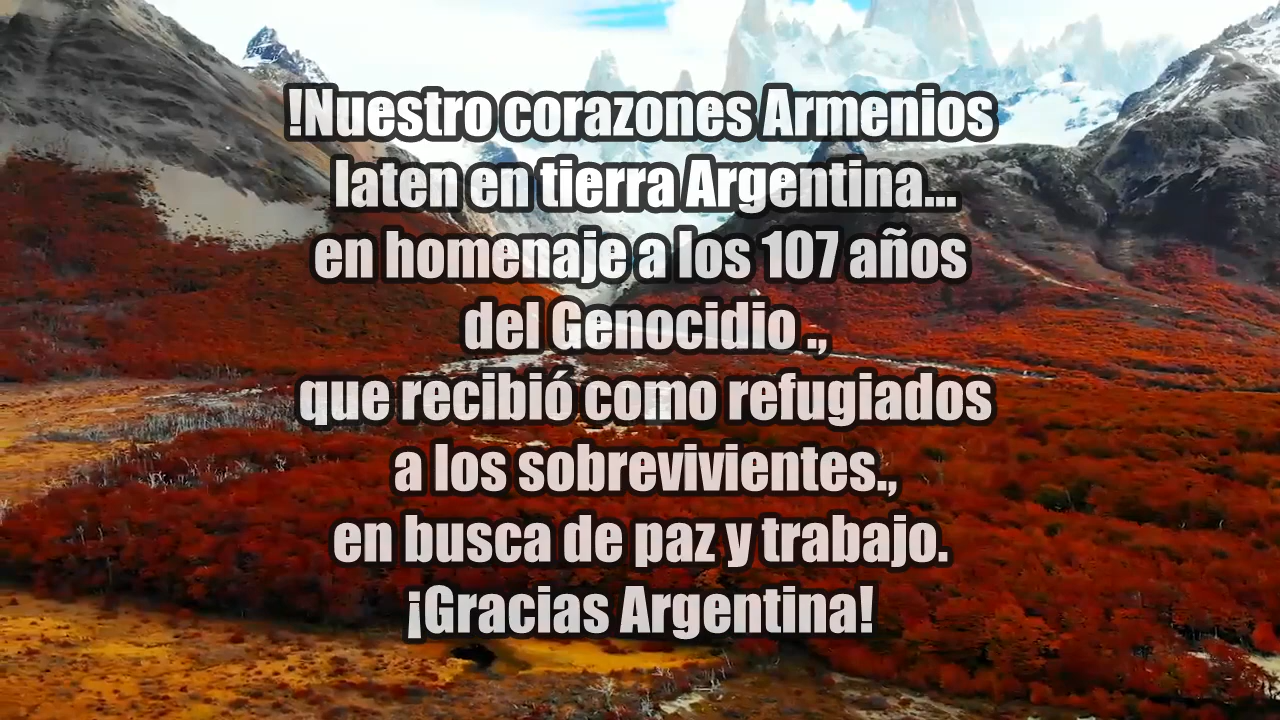 !Nuestro corazones Armenios
laten en tierra Argentina...
en homenaje a los 107 años
del Genocidio .,
que recibió como refugiados
a los sobrevivientes.,
en busca de paz y trabajo.
¡Gracias Argentina!